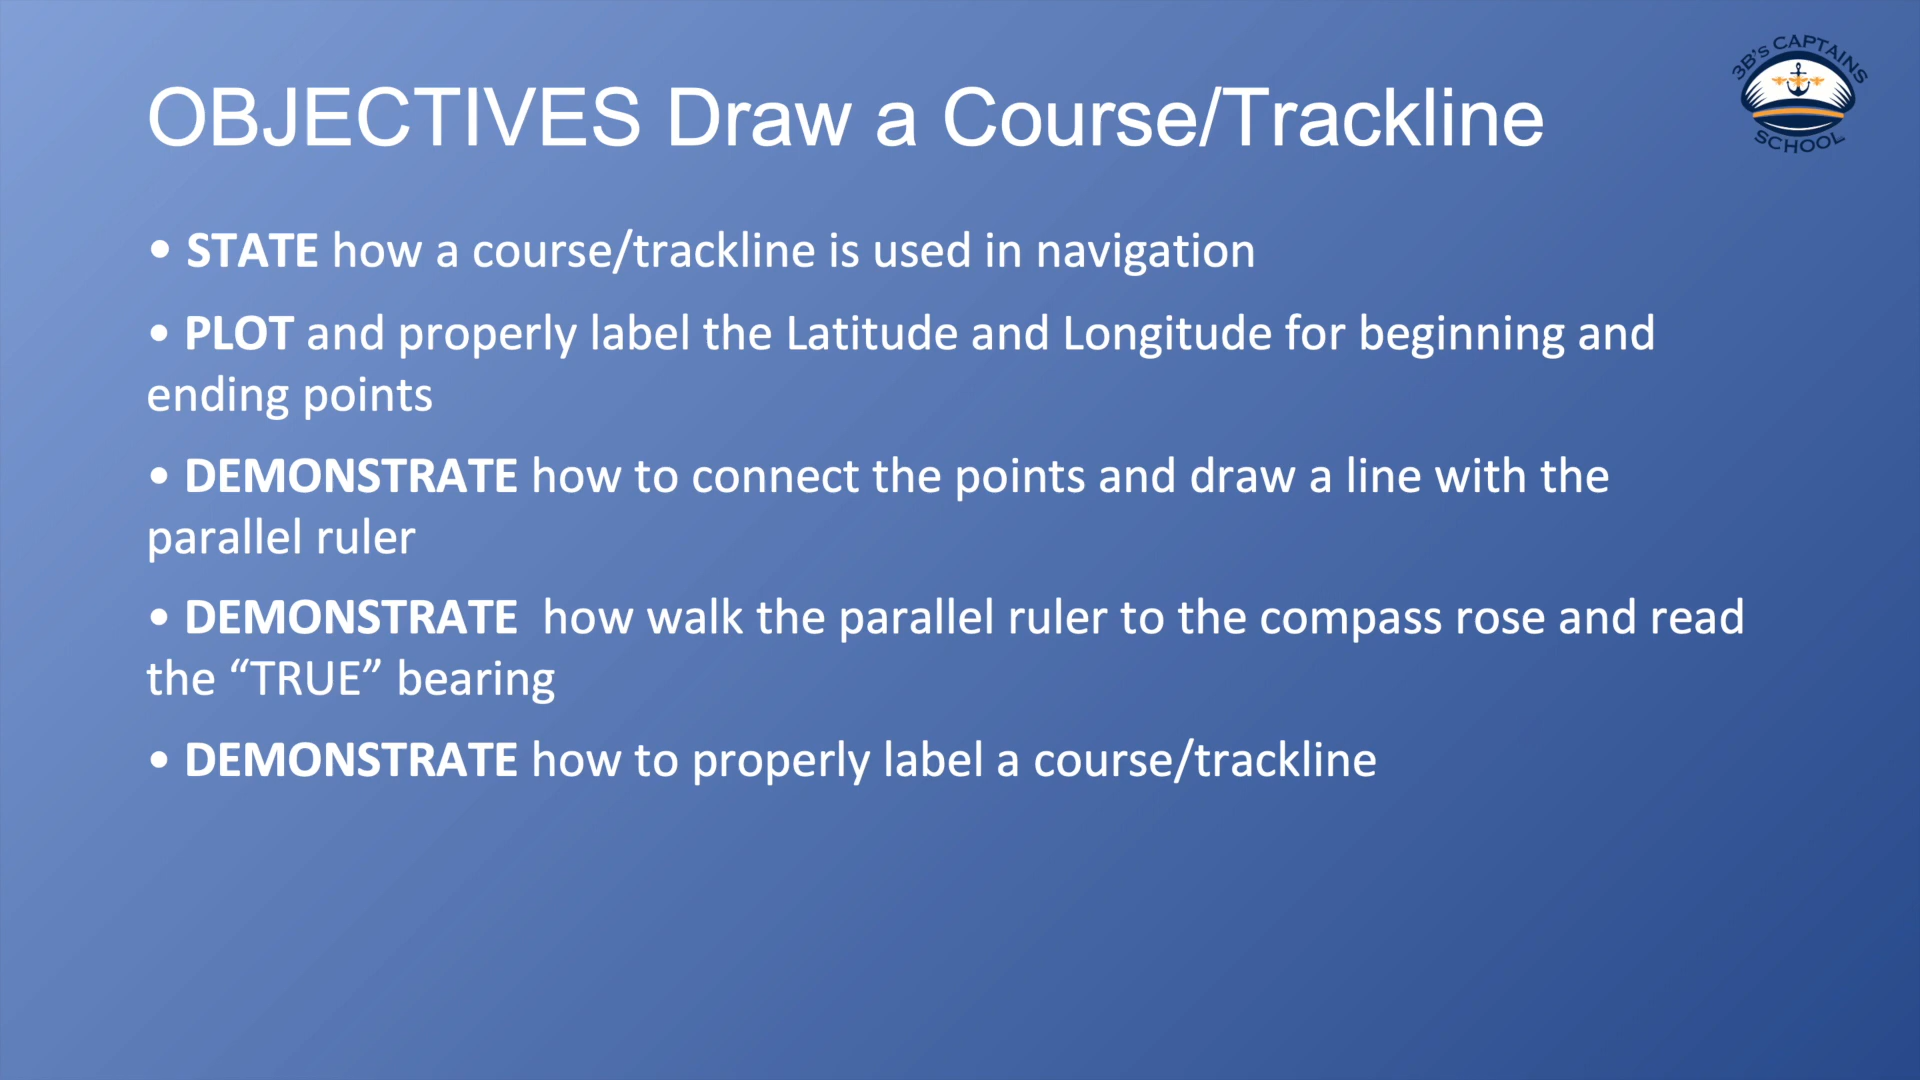 3B's CAPTAINS
SCHOOL
OBJECTIVES Draw a Course/Trackline
• STATE how a course/trackline is used in navigation
• PLOT and properly label the Latitude and Longitude for beginning and
ending points
• DEMONSTRATE how to connect the points and draw a line with the
parallel ruler
• DEMONSTRATE  how walk the parallel ruler to the compass rose and read
the “TRUE” bearing
• DEMONSTRATE how to properly label a course/trackline